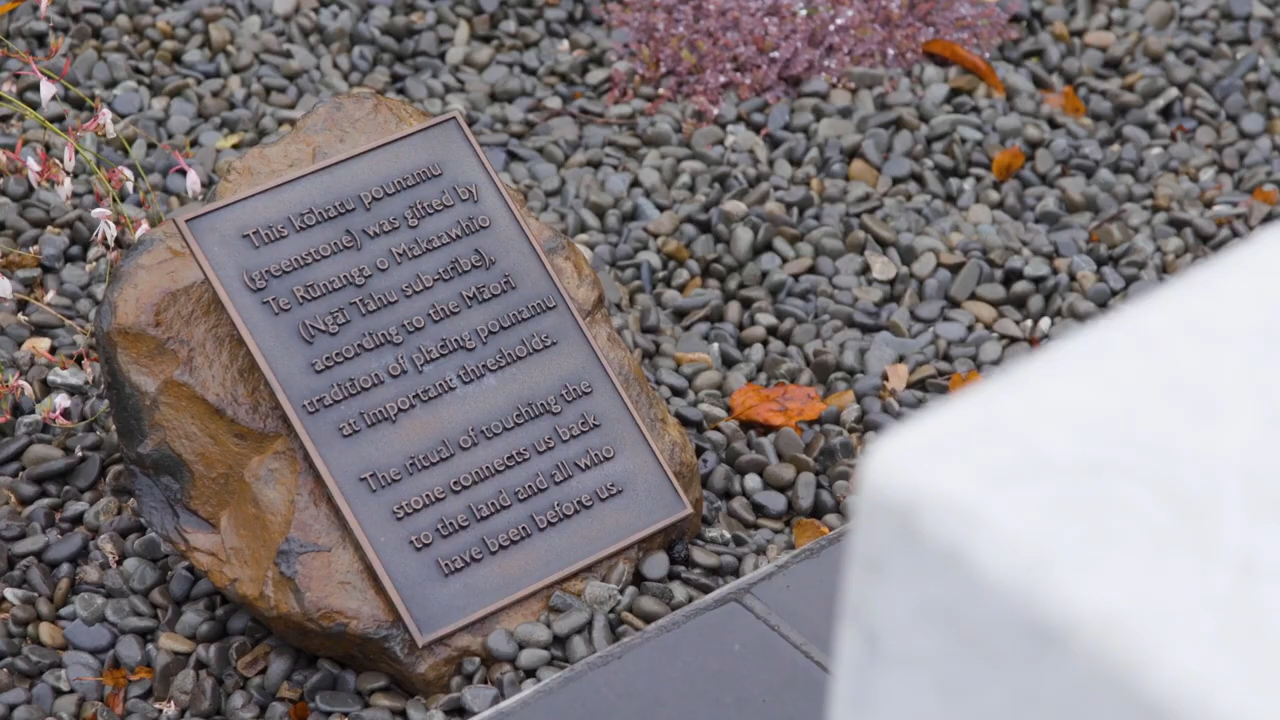 This kōhatu pounamu
(greenstone) was gifted by
Te Rūnanga o Makaawhio
(Ngāi Tahu sub-tribe),
according to the Māori
tradition of placing pounamu
at important thresholds.
The ritual of touching the
stone connects us back
to the land and all who
have been before us.